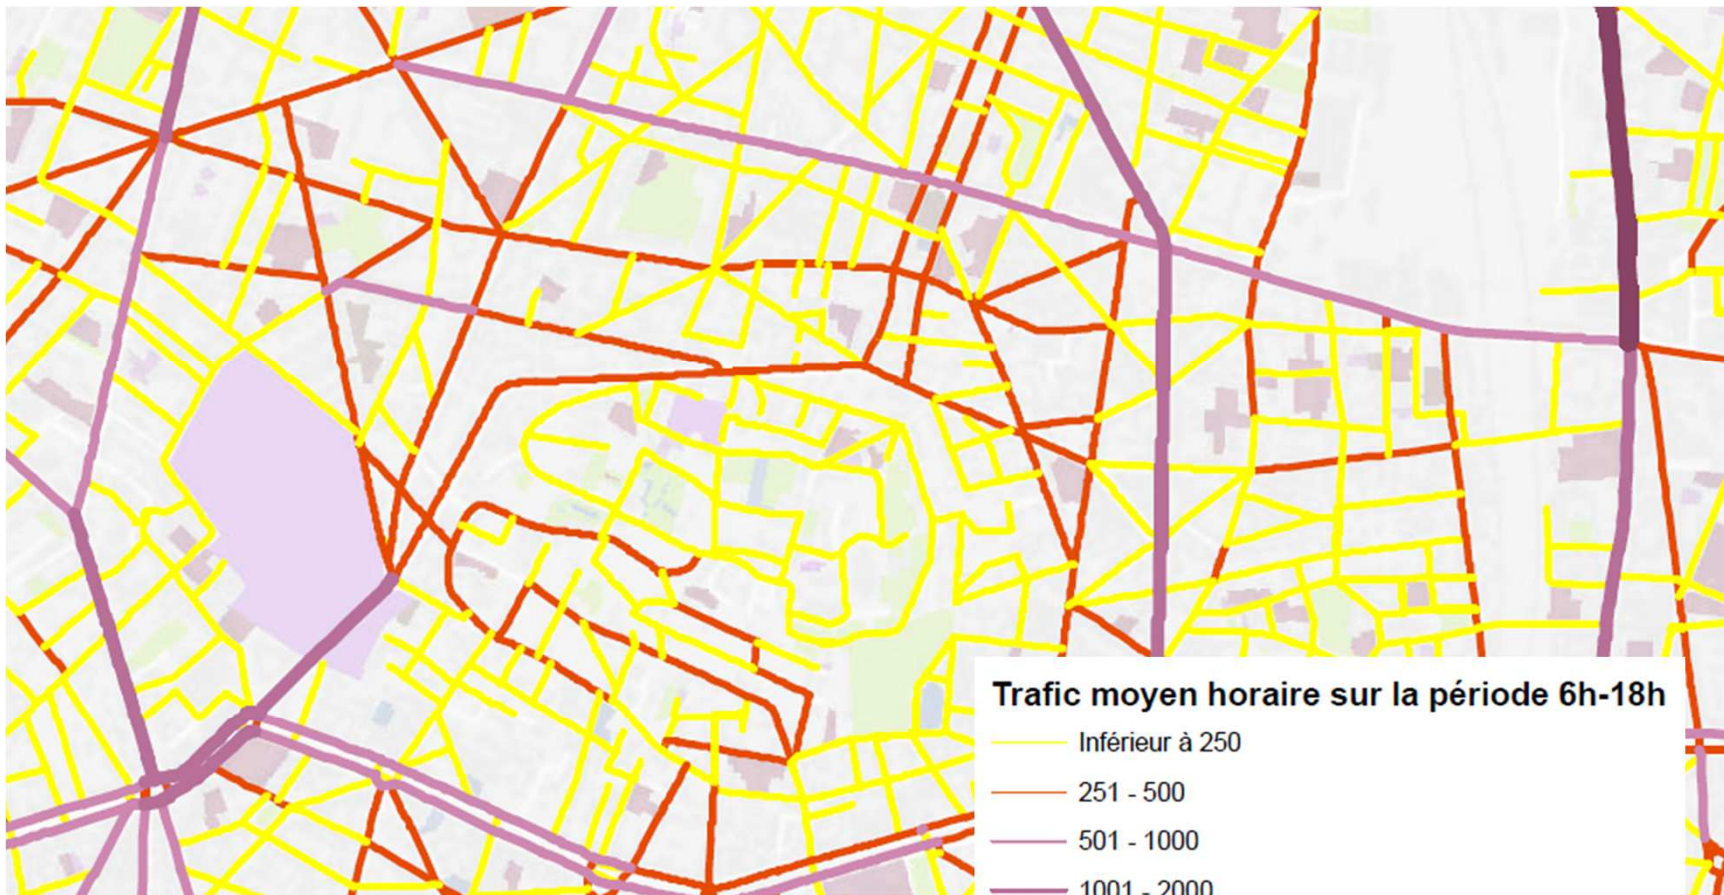 Trafic moyen horaire sur la période 6h-18h
Inférieur à 250
251 - 500
501 - 1000
1001 - 2000